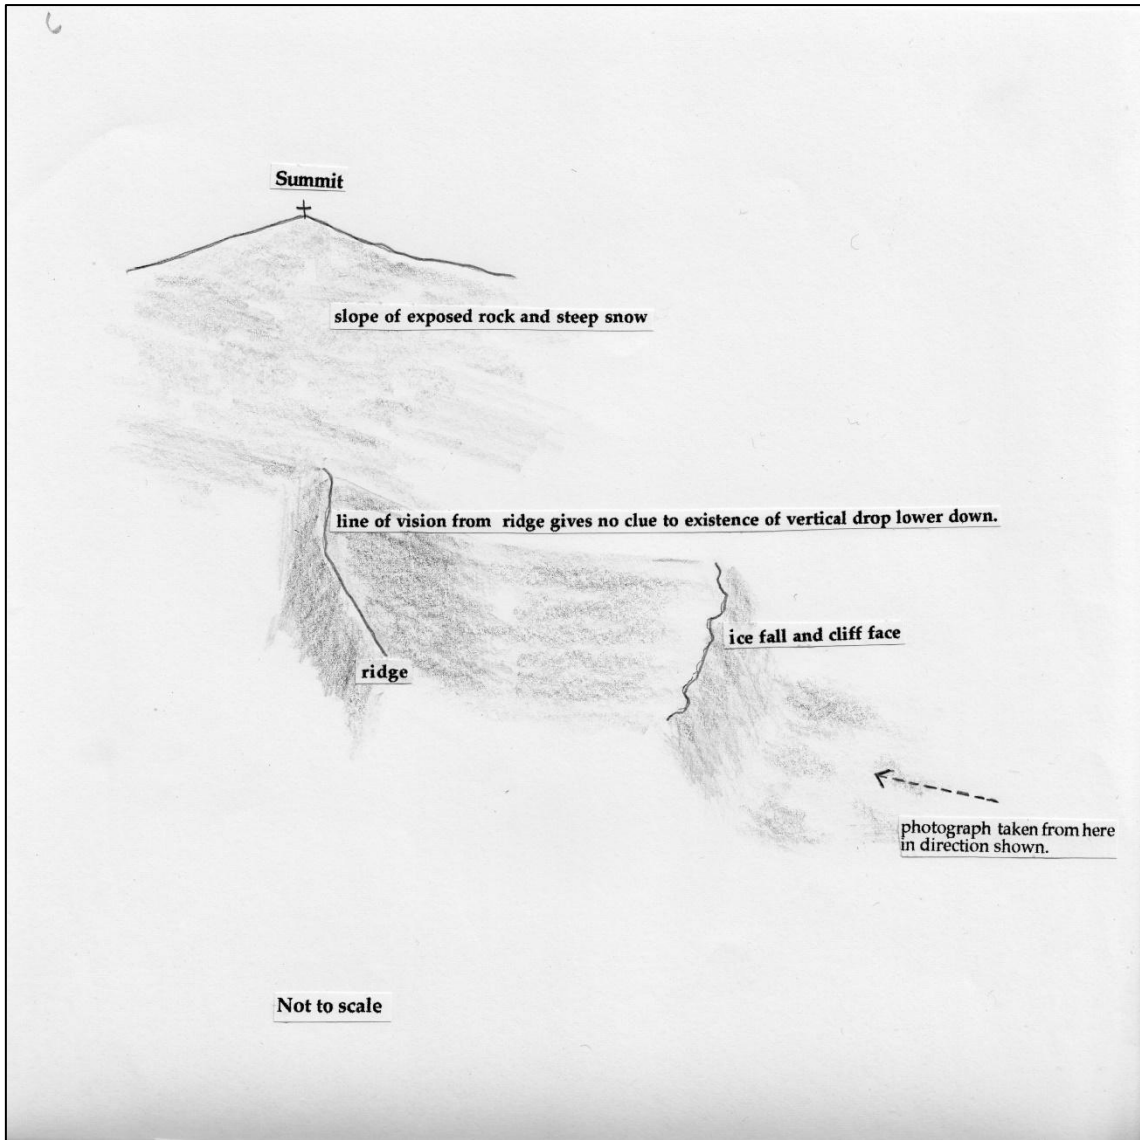 6
Summit
slope of exposed rock and steep snow
line of vision from ridge gives no clue to existence of vertical drop lower down.
ice fall and cliff face
ridge
photograph taken from here
in direction shown.
Not to scale